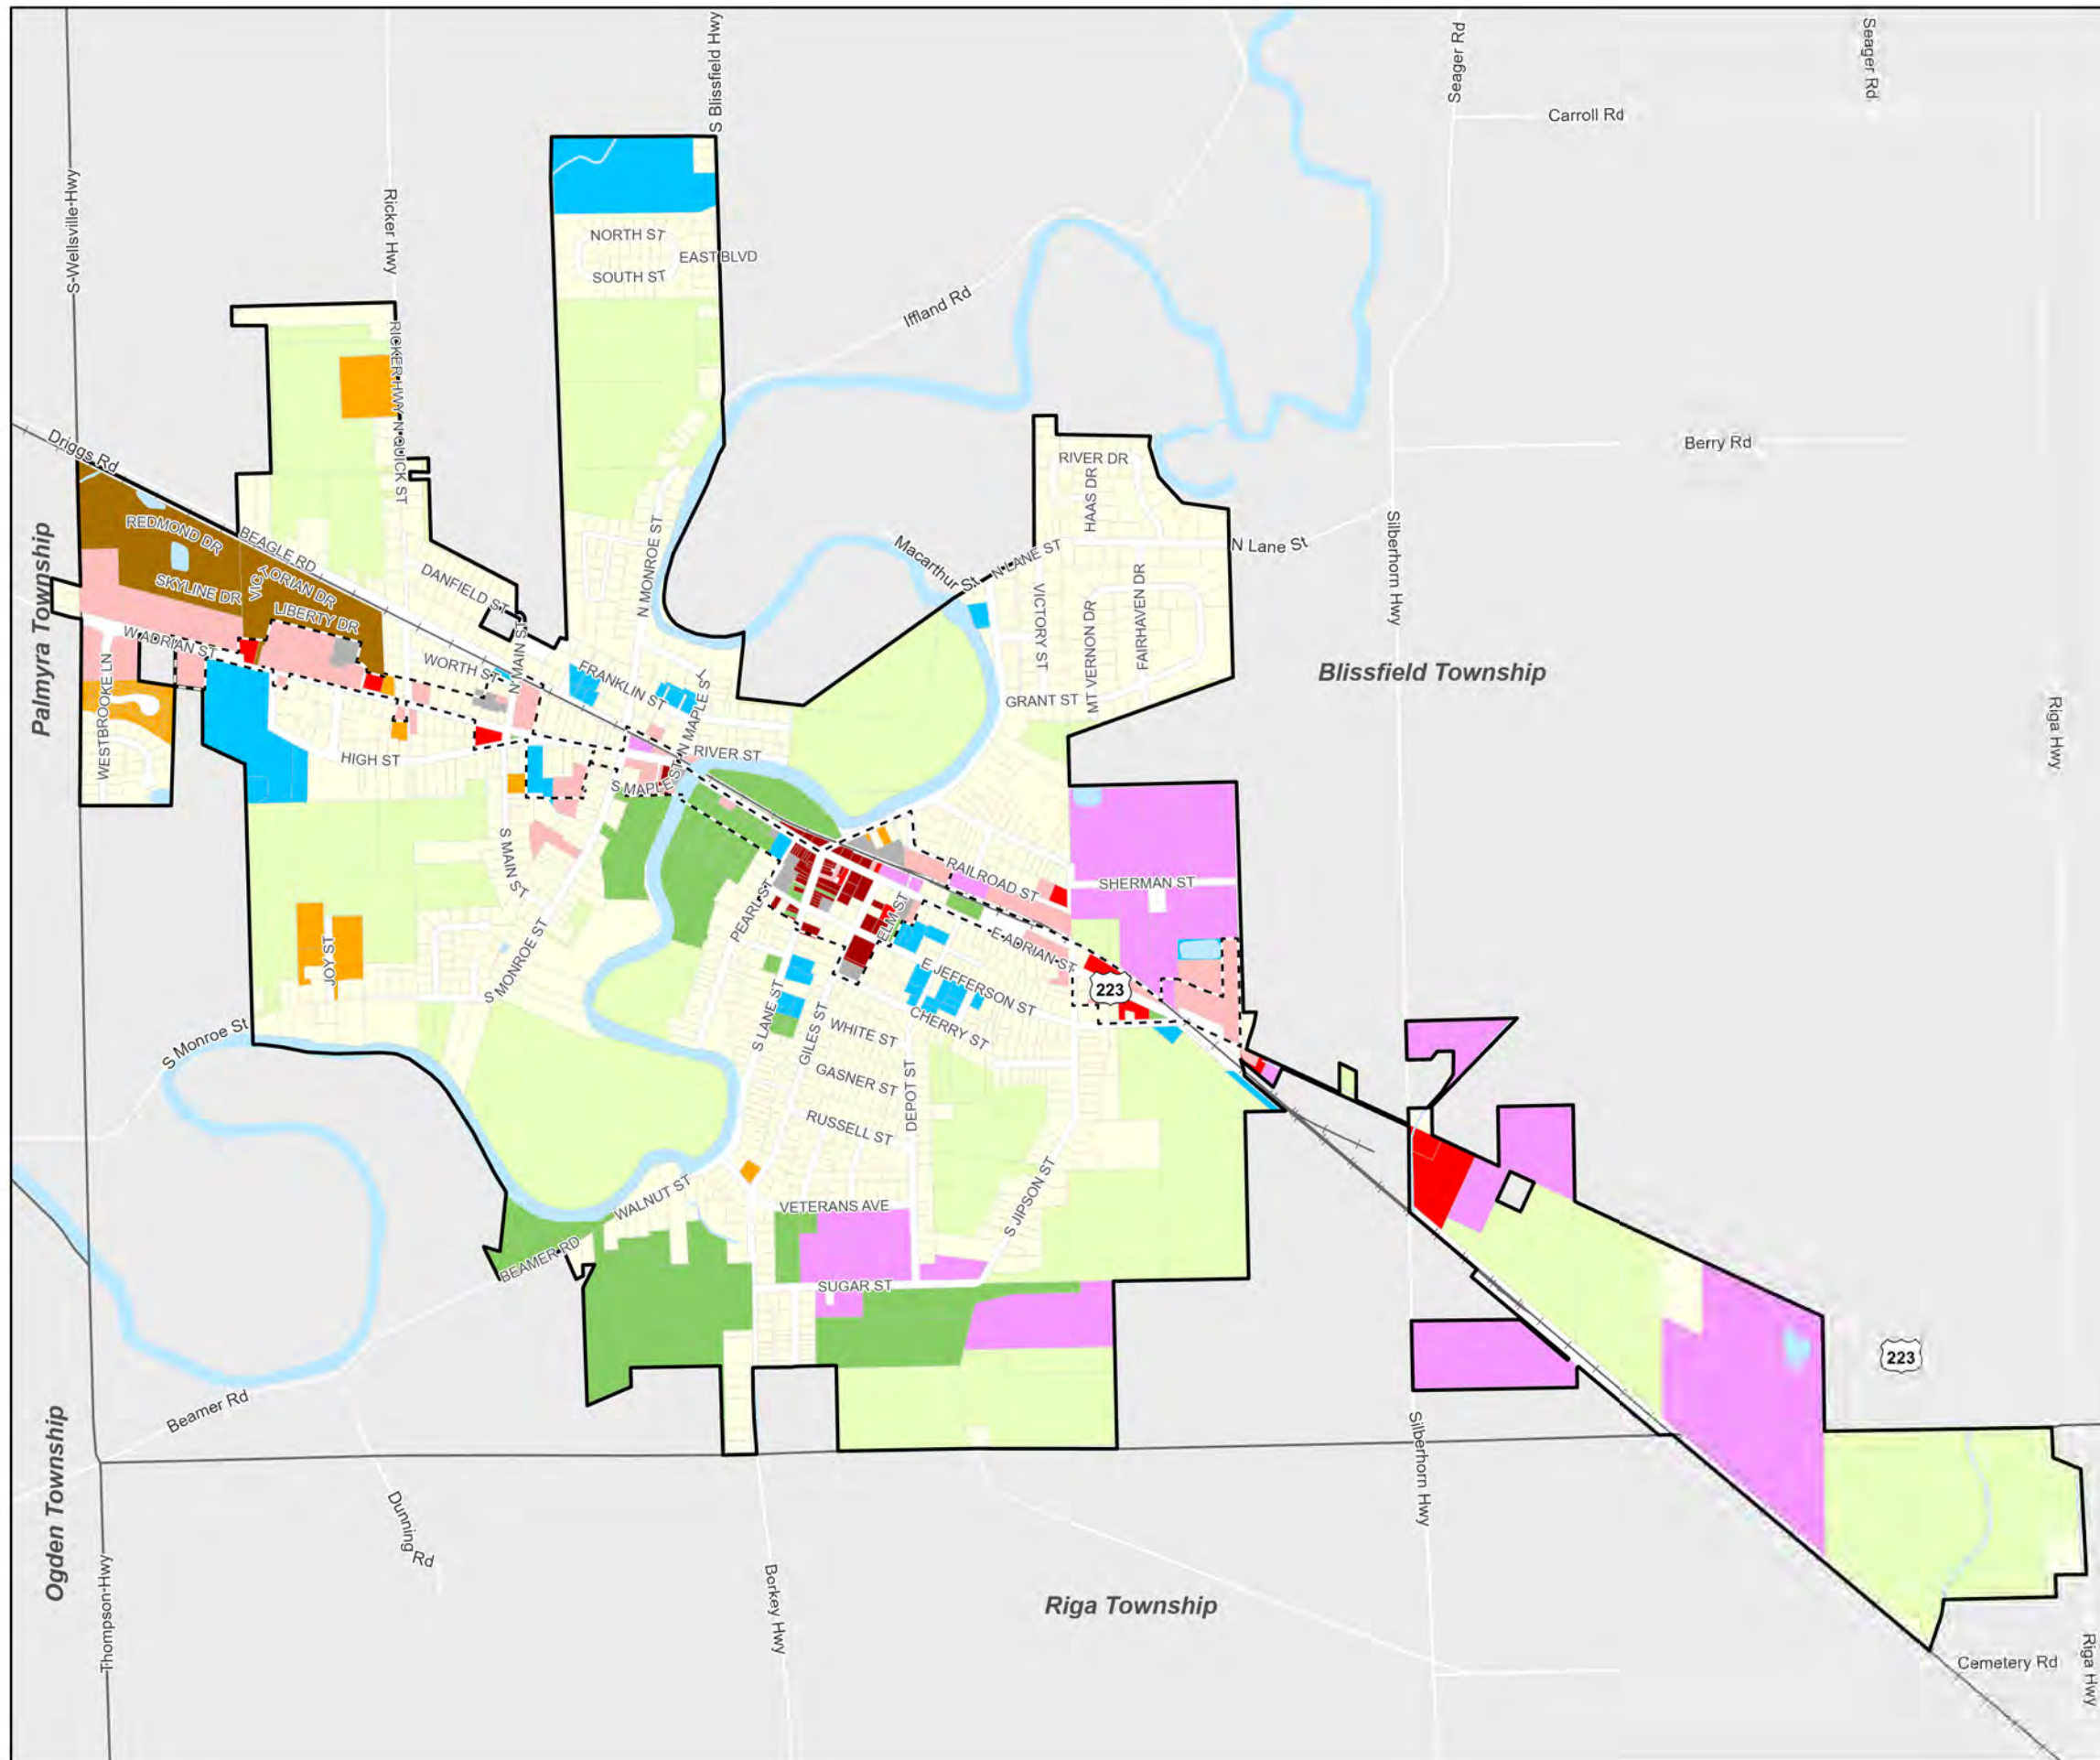 S Blissfield Hwy
Seager Rd
Seager Rd
Carroll Rd
S-Wellsville-Hwy
Ricker Hwy
NORTH ST
EAST BLVD
SOUTH ST
Iffland Rd
RICKER HWY N QUICK ST
Driggs Rd
Berry Rd
RIVER DR
HAAS DR
REDMOND DR
BEAGLE RD
Palmyra Township
SKYLINE DR
VICTORIAN DR
LIBERTY DR
DANFIELD ST
N MONROE ST
Macarthur St
N LANE ST
N Lane St
Silberhorn Hwy
VICTORY ST
MT VERNON DR
FAIRHAVEN DR
W ADRIAN ST
WESTBROOKE LN
WORTH ST
N MAIN ST
FRANKLIN ST
N MAPLE ST
GRANT ST
Blissfield Township
Riga Hwy
HIGH ST
RIVER ST
S MAPLE ST
S MAIN ST
RAILROAD ST
SHERMAN ST
PEARL ST
ELM ST
E ADRIAN ST
JOY ST
S MONROE ST
E JEFFERSON ST
223
S Monroe St
S LANE ST
GILES ST
WHITE ST
CHERRY ST
GASNER ST
DEPOT ST
RUSSELL ST
S JIPSON ST
WALNUT ST
VETERANS AVE
BEAMER RD
SUGAR ST
223
Beamer Rd
Ogden Township
Thompson-Hwy
Dunning Rd
Borkey Hwy
Silberhorn Hwy
Riga Township
Cemetery Rd
Riga Hwy